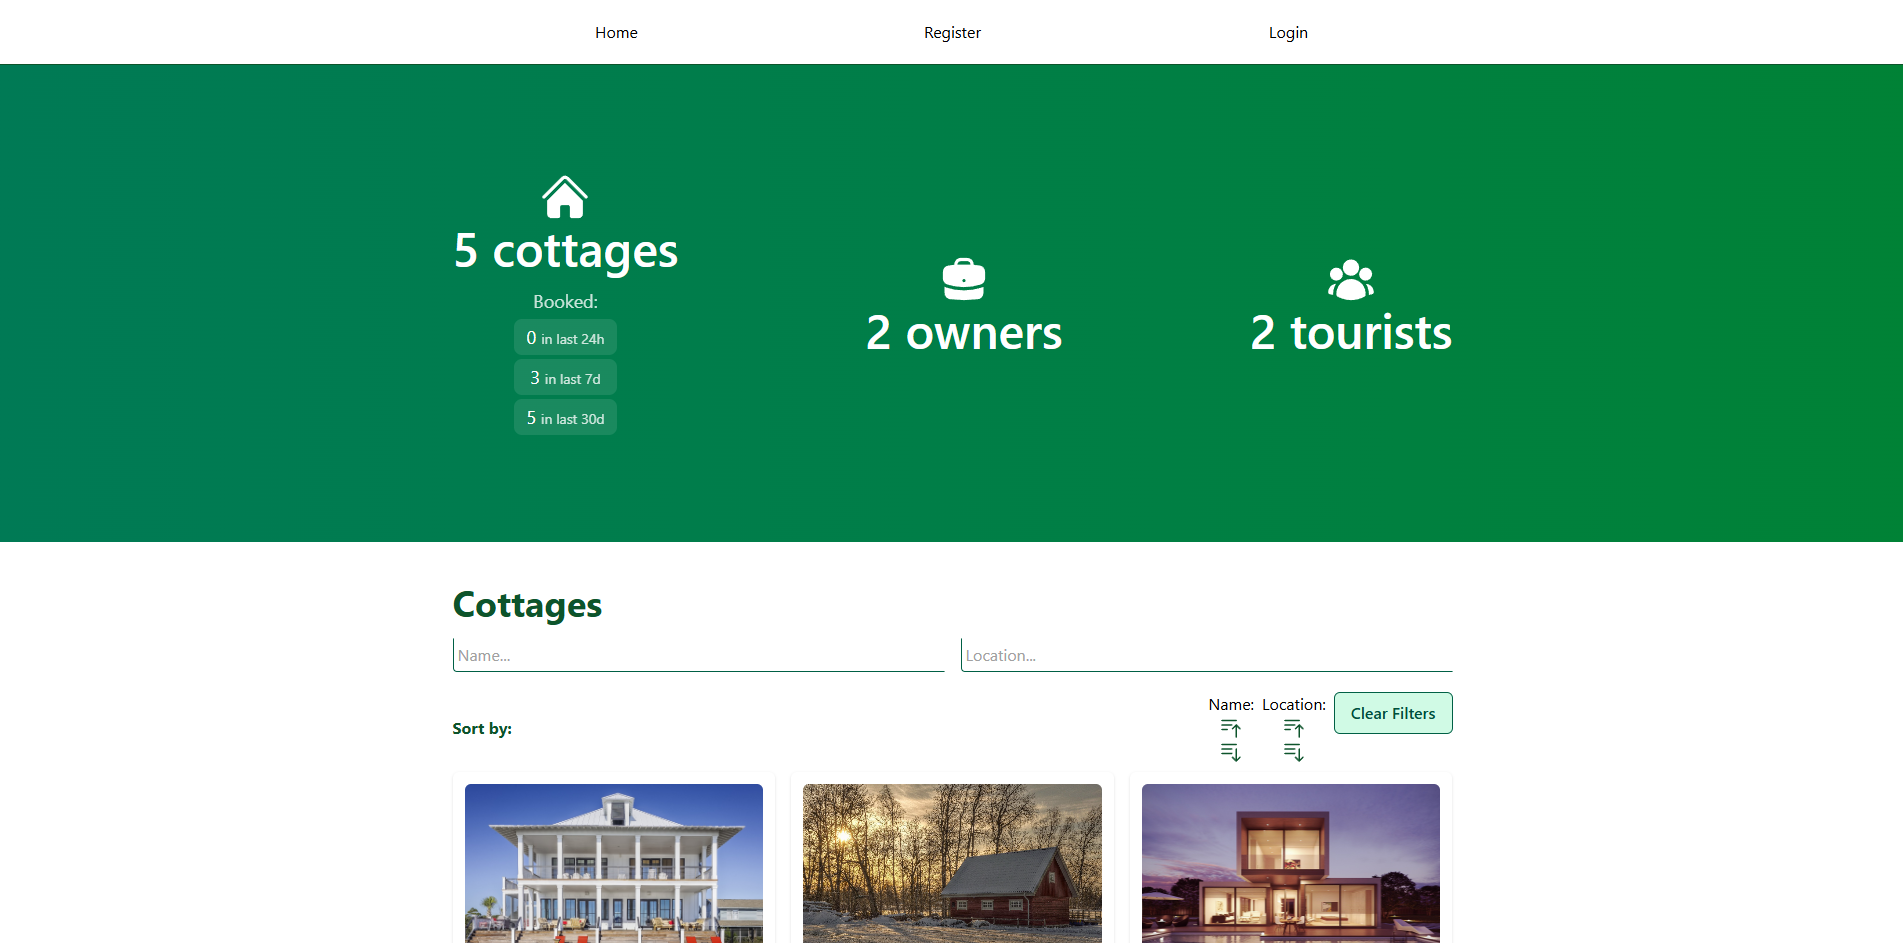 Home Register Login
5 cottages
Booked:
0 in last 24h
3 in last 7d
5 in last 30d
2 owners
2 tourists
Cottages
Name...
Location...
Sort by:
Name: Location:
Clear Filters